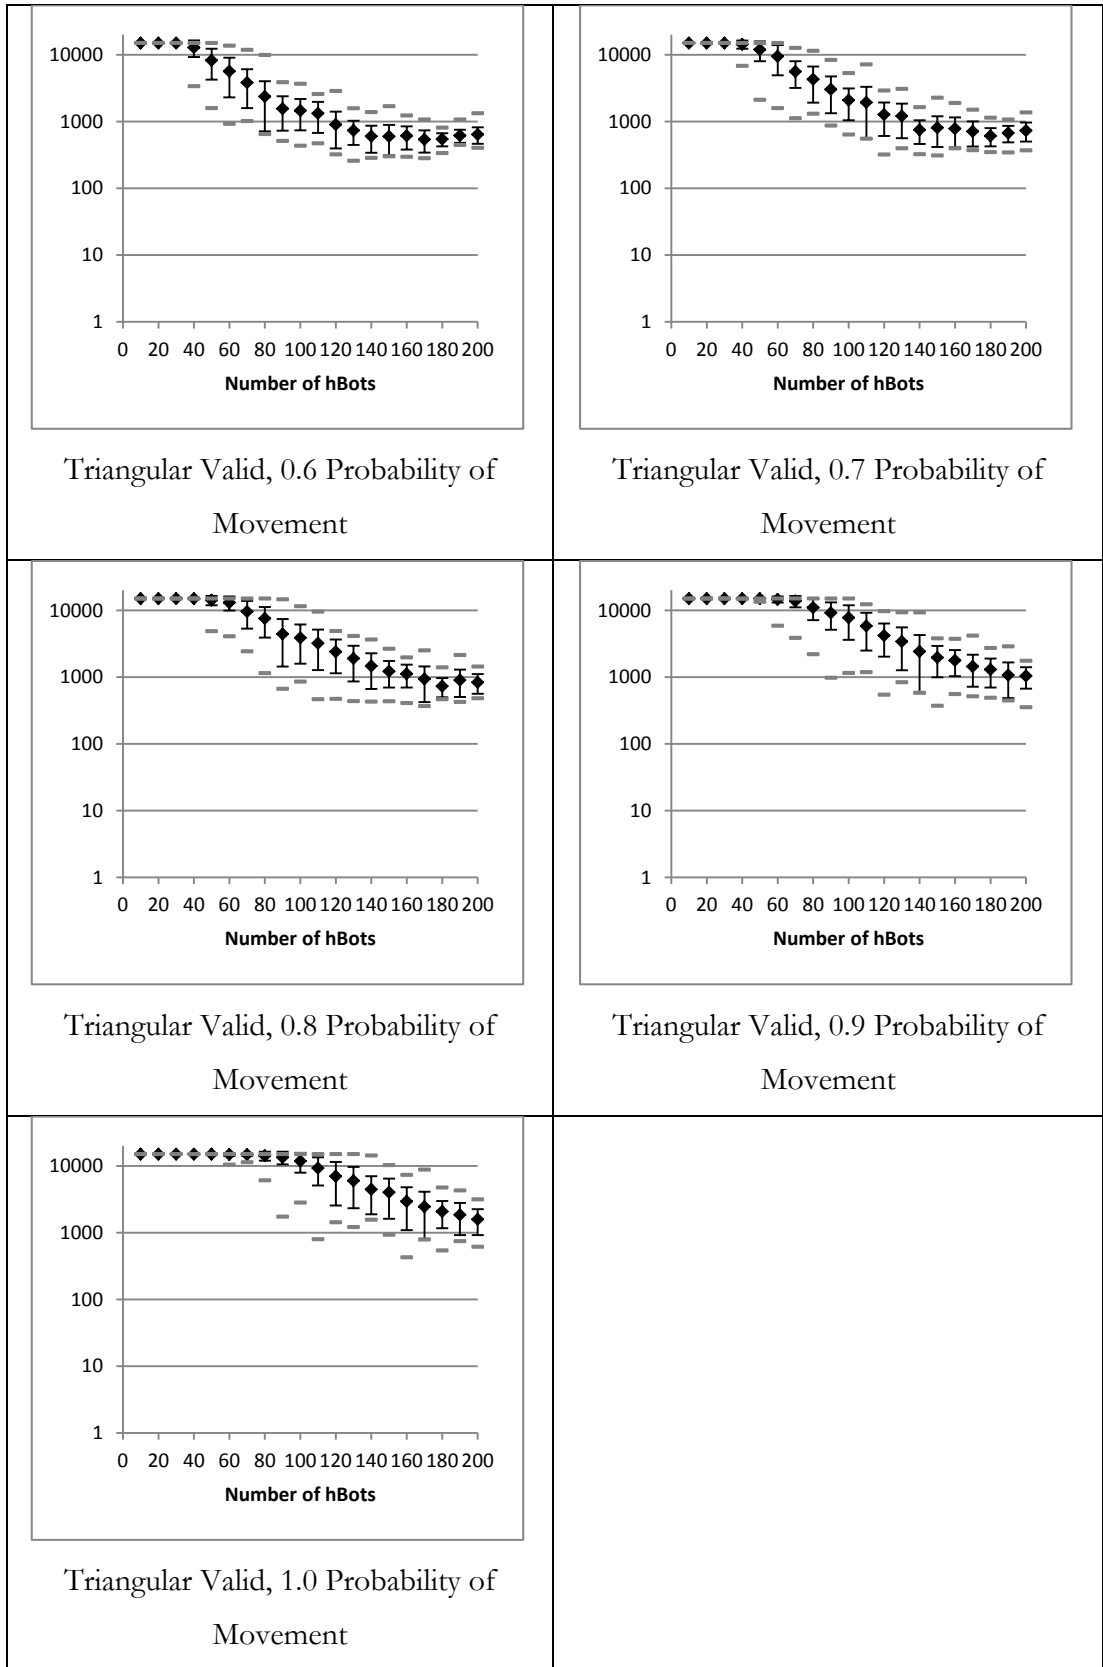 10000
1000
100
10
1
0 20 40 60 80 100 120 140 160 180 200
Number of hBots
Triangular Valid, 0.6 Probability of
Movement
10000
1000
100
10
1
0 20 40 60 80 100 120 140 160 180 200
Number of hBots
Triangular Valid, 0.7 Probability of
Movement
10000
1000
100
10
1
0 20 40 60 80 100 120 140 160 180 200
Number of hBots
Triangular Valid, 0.8 Probability of
Movement
10000
1000
100
10
1
0 20 40 60 80 100 120 140 160 180 200
Number of hBots
Triangular Valid, 0.9 Probability of
Movement
10000
1000
100
10
1
0 20 40 60 80 100 120 140 160 180 200
Number of hBots
Triangular Valid, 1.0 Probability of
Movement